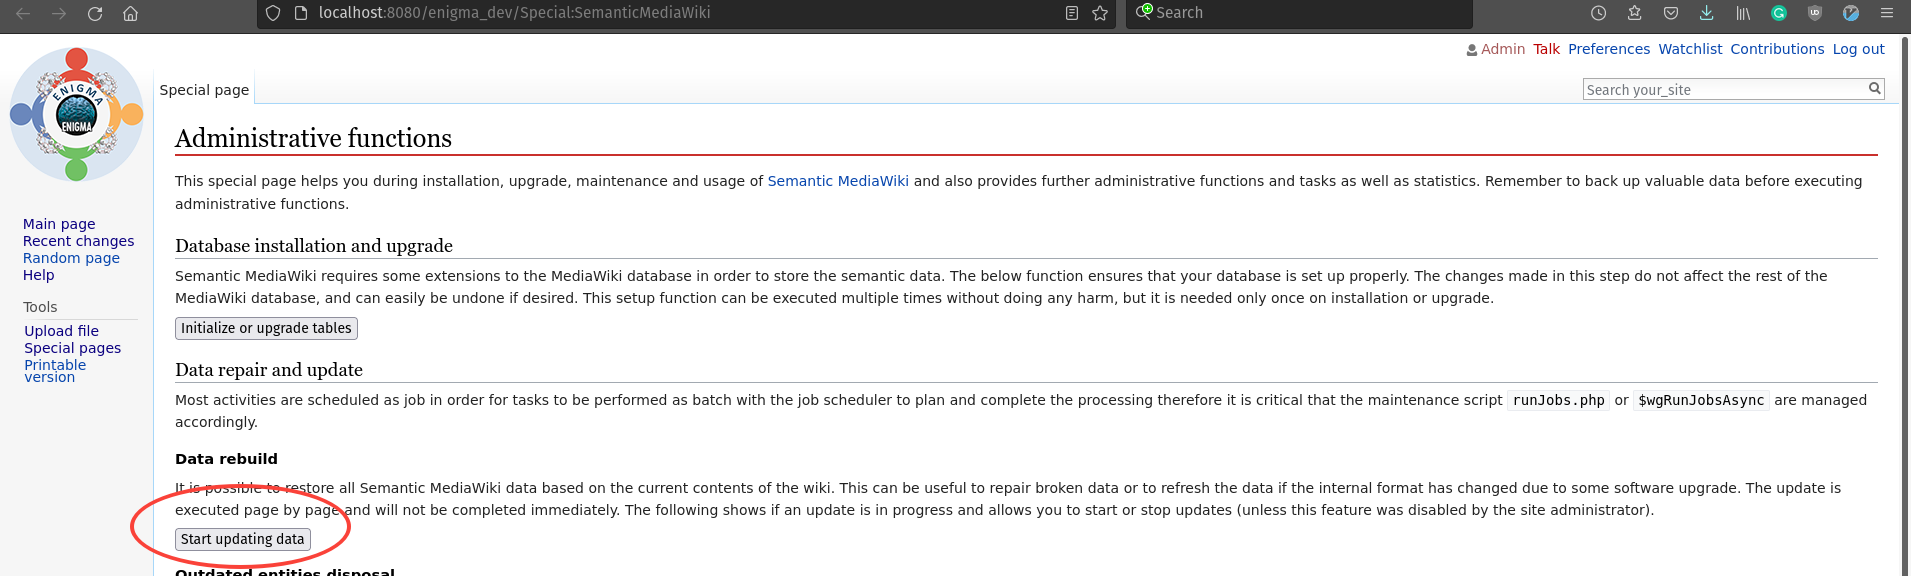 localhost:8080/enigma_dev/Special:SemanticMediaWiki
Search
Admin Talk Preferences Watchlist Contributions Log out
ENIGMA
ENIGMA
Special page
Search your_site
Administrative functions
This special page helps you during installation, upgrade, maintenance and usage of Semantic MediaWiki and also provides further administrative functions and tasks as well as statistics. Remember to back up valuable data before executing
administrative functions.
Main page
Recent changes
Random page
Help
Tools
Upload file
Special pages
Printable
version
Database installation and upgrade
Semantic MediaWiki requires some extensions to the MediaWiki database in order to store the semantic data. The below function ensures that your database is set up properly. The changes made in this step do not affect the rest of the
MediaWiki database, and can easily be undone if desired. This setup function can be executed multiple times without doing any harm, but it is needed only once on installation or upgrade.
Initialize or upgrade tables
Data repair and update
Most activities are scheduled as job in order for tasks to be performed as batch with the job scheduler to plan and complete the processing therefore it is critical that the maintenance script runJobs.php or $wgRunJobsAsync are managed
accordingly.
Data rebuild
It is possible to restore all Semantic MediaWiki data based on the current contents of the wiki. This can be useful to repair broken data or to refresh the data if the internal format has changed due to some software upgrade. The update is
executed page by page and will not be completed immediately. The following shows if an update is in progress and allows you to start or stop updates (unless this feature was disabled by the site administrator).
Start updating data
Outdated entities disposal